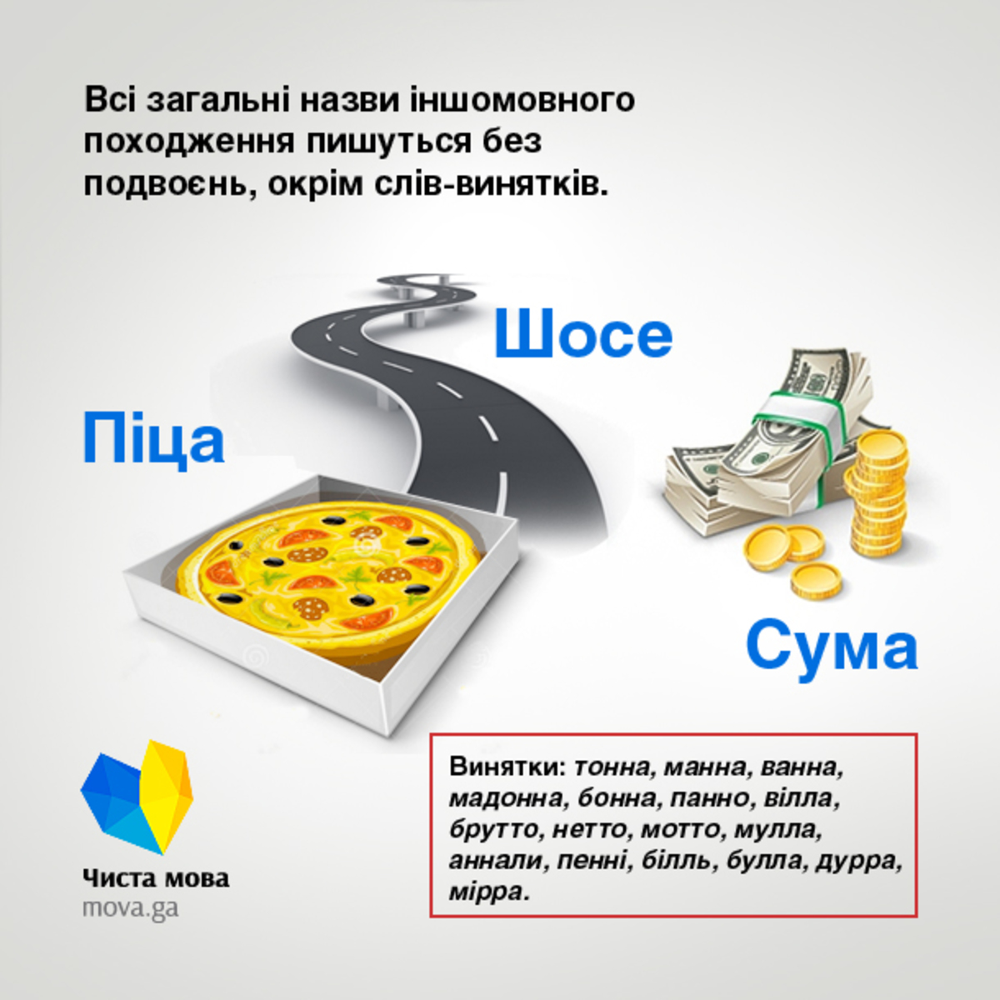 Всі загальні назви іншомовного
походження пишуться без
подвоєнь, окрім слів-винятків.
Шосе
Піца
Сума
Винятки: тонна, манна, ванна,
мадонна, бонна, панно, вілла,
брутто, нетто, мотто, мулла,
аннали, пенні, білль, булла, дурра,
мірра.
Чиста мова
mova.ga